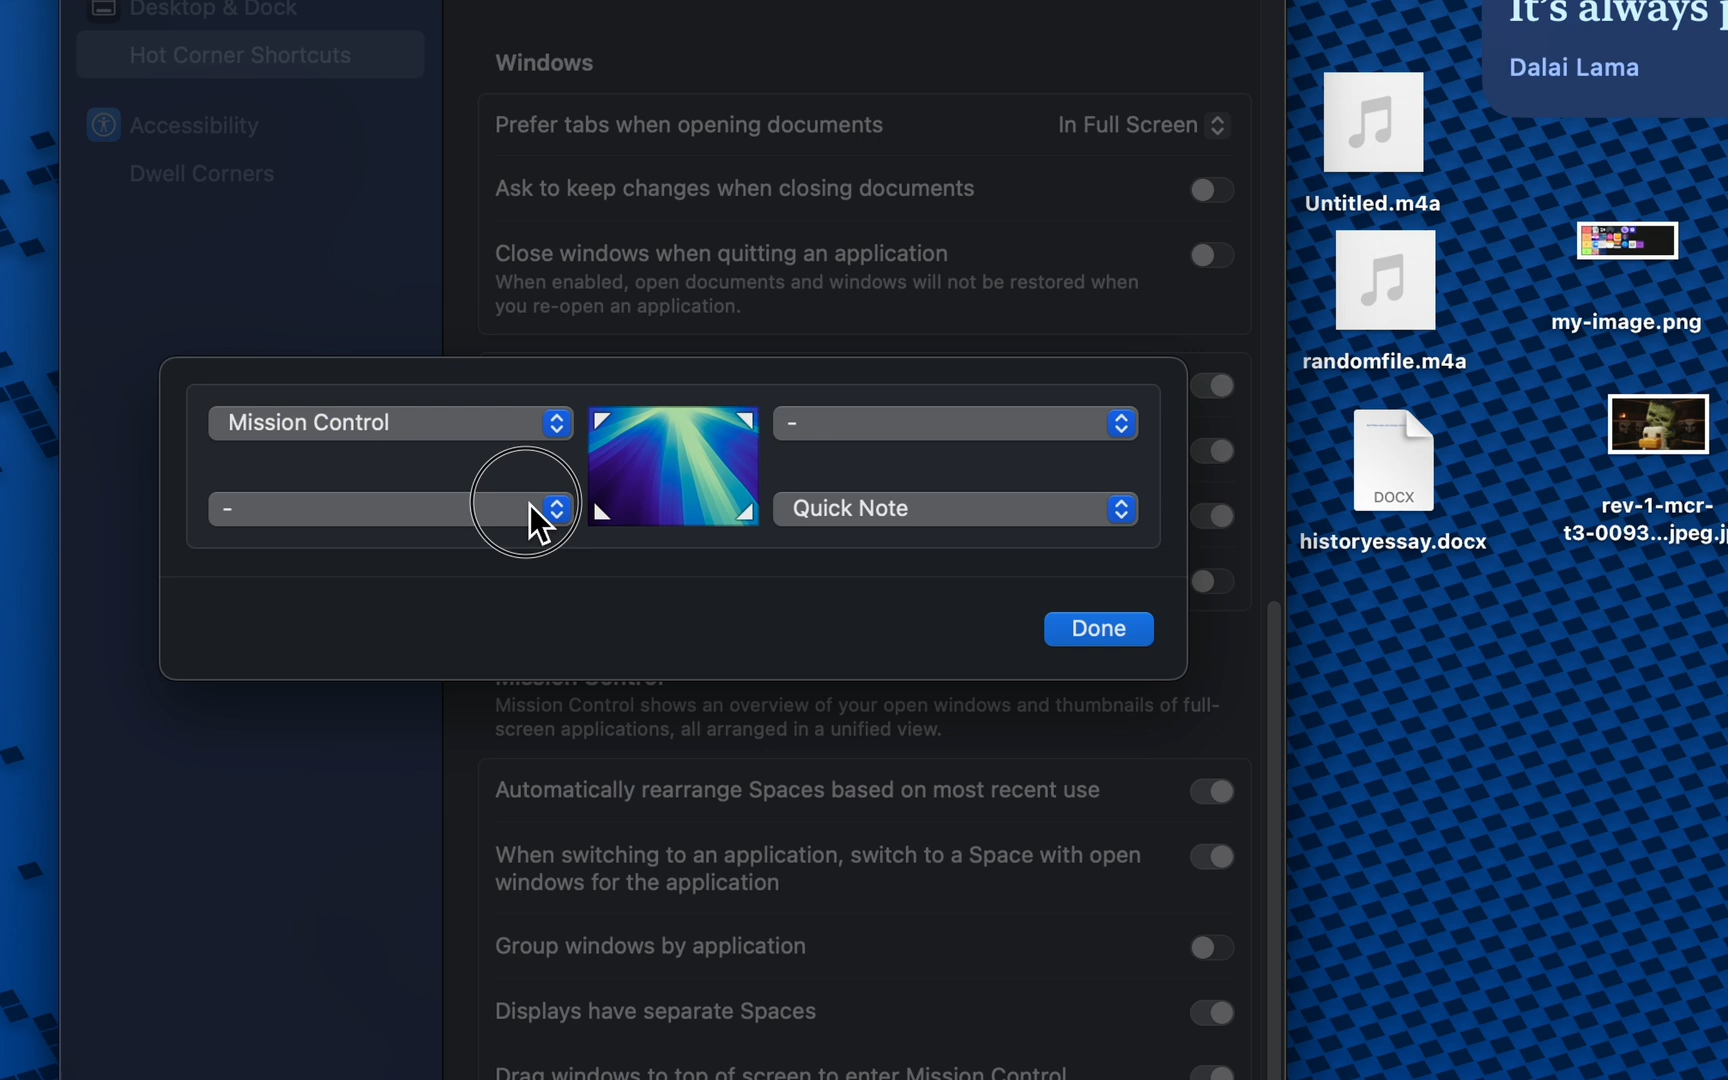 Desktop & Dock
Hot Corner Shortcuts
Accessibility
Dwell Corners
Windows
Prefer tabs when opening documents
In Full Screen
Ask to keep changes when closing documents
Close windows when quitting an application
When enabled, open documents and windows will not be restored when
you re-open an application.
Mission Control
-
-
Quick Note
Done
Mission Control
Mission Control shows an overview of your open windows and thumbnails of full-
screen applications, all arranged in a unified view.
Automatically rearrange Spaces based on most recent use
When switching to an application, switch to a Space with open
windows for the application
Group windows by application
Displays have separate Spaces
Drag windows to top of screen to enter Mission Control
It's always
Dalai Lama
Untitled.m4a
my-image.png
randomfile.m4a
DOCX
historyessay.docx
rev-1-mcr-
t3-0093...jpeg.j